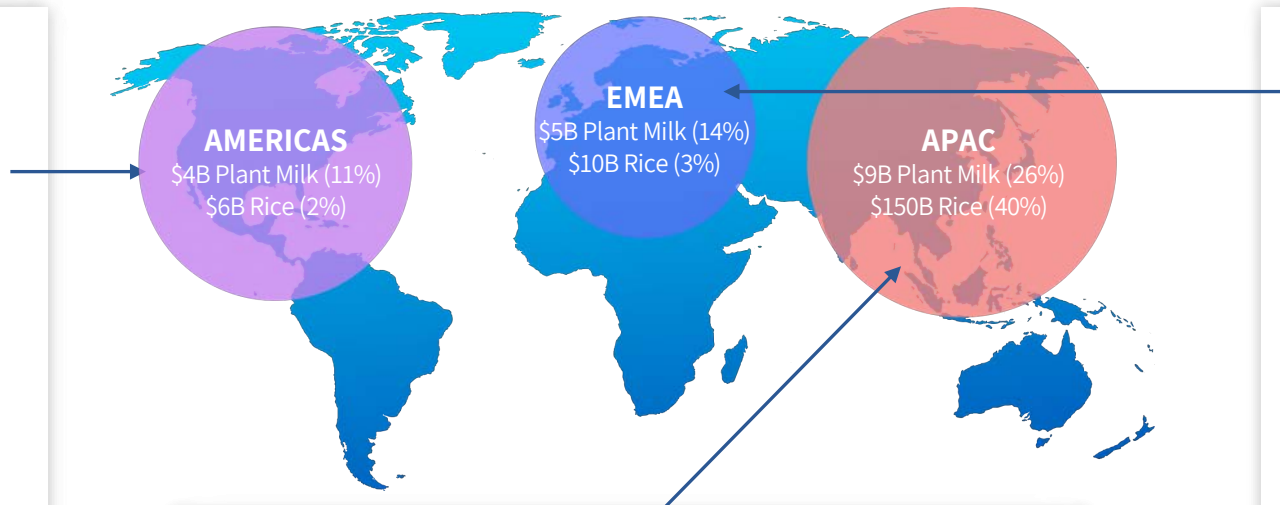 AMERICAS
$4B Plant Milk (11%)
$6B Rice (2%)
EMEA
$5B Plant Milk (14%)
$10B Rice (3%)
APAC
$9B Plant Milk (26%)
$150B Rice (40%)